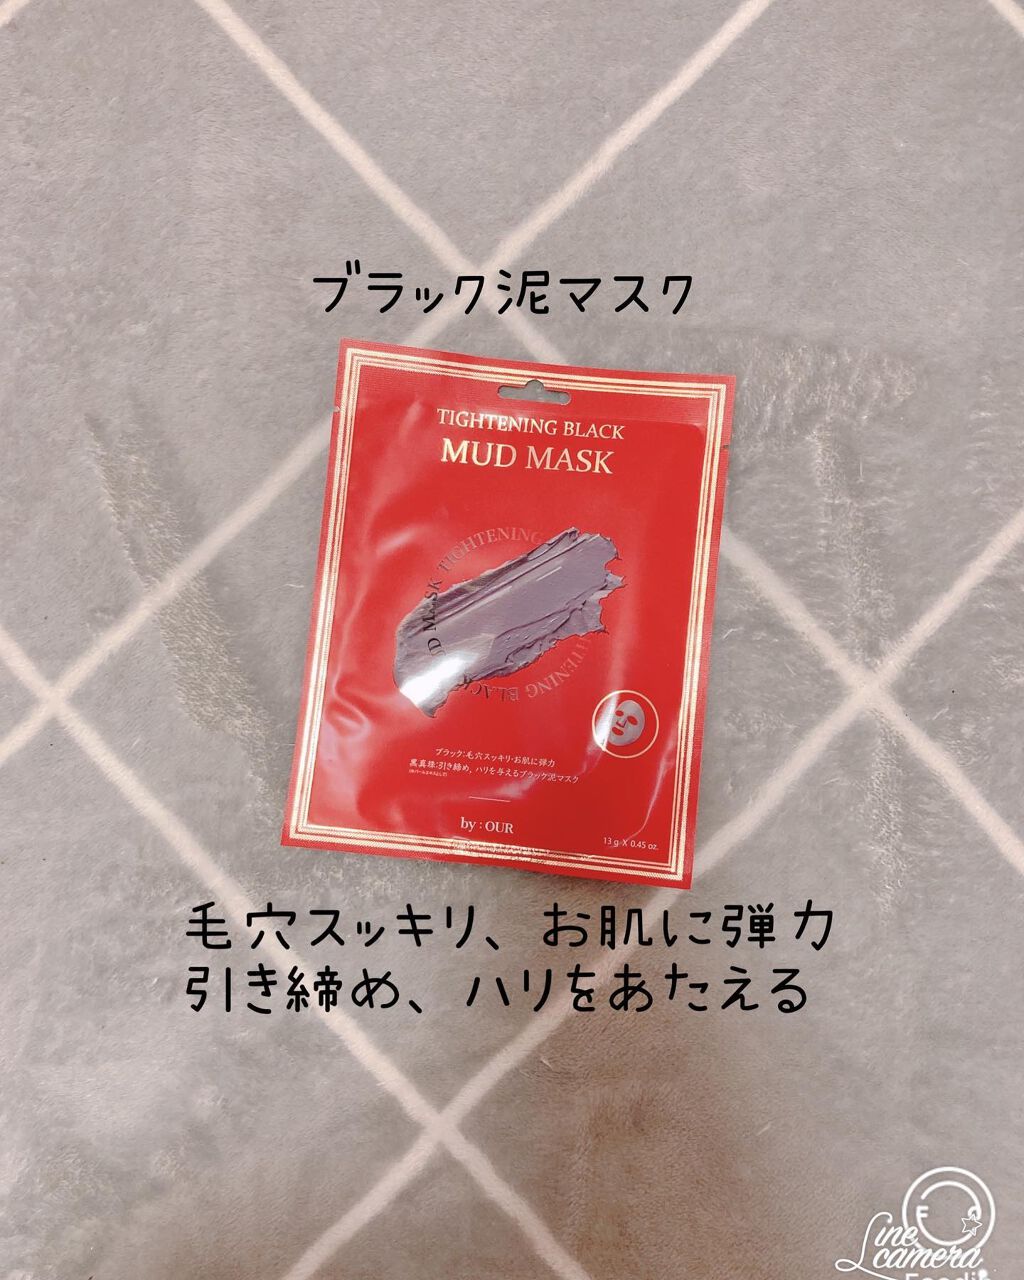 ブラック泥マスク
TIGHTENING BLACK
MUD MASK
MASK TIGHTENING
TENING BLACK
ブラック:毛穴スッキリ·お肌に弾力
黒真珠:引き締め、ハリを与えるブラック泥マスク
by : OUR
13 g X 0.45 oz.
毛穴スッキリ、お肌に弾力
引き締め、ハリをあたえる
Line
camera